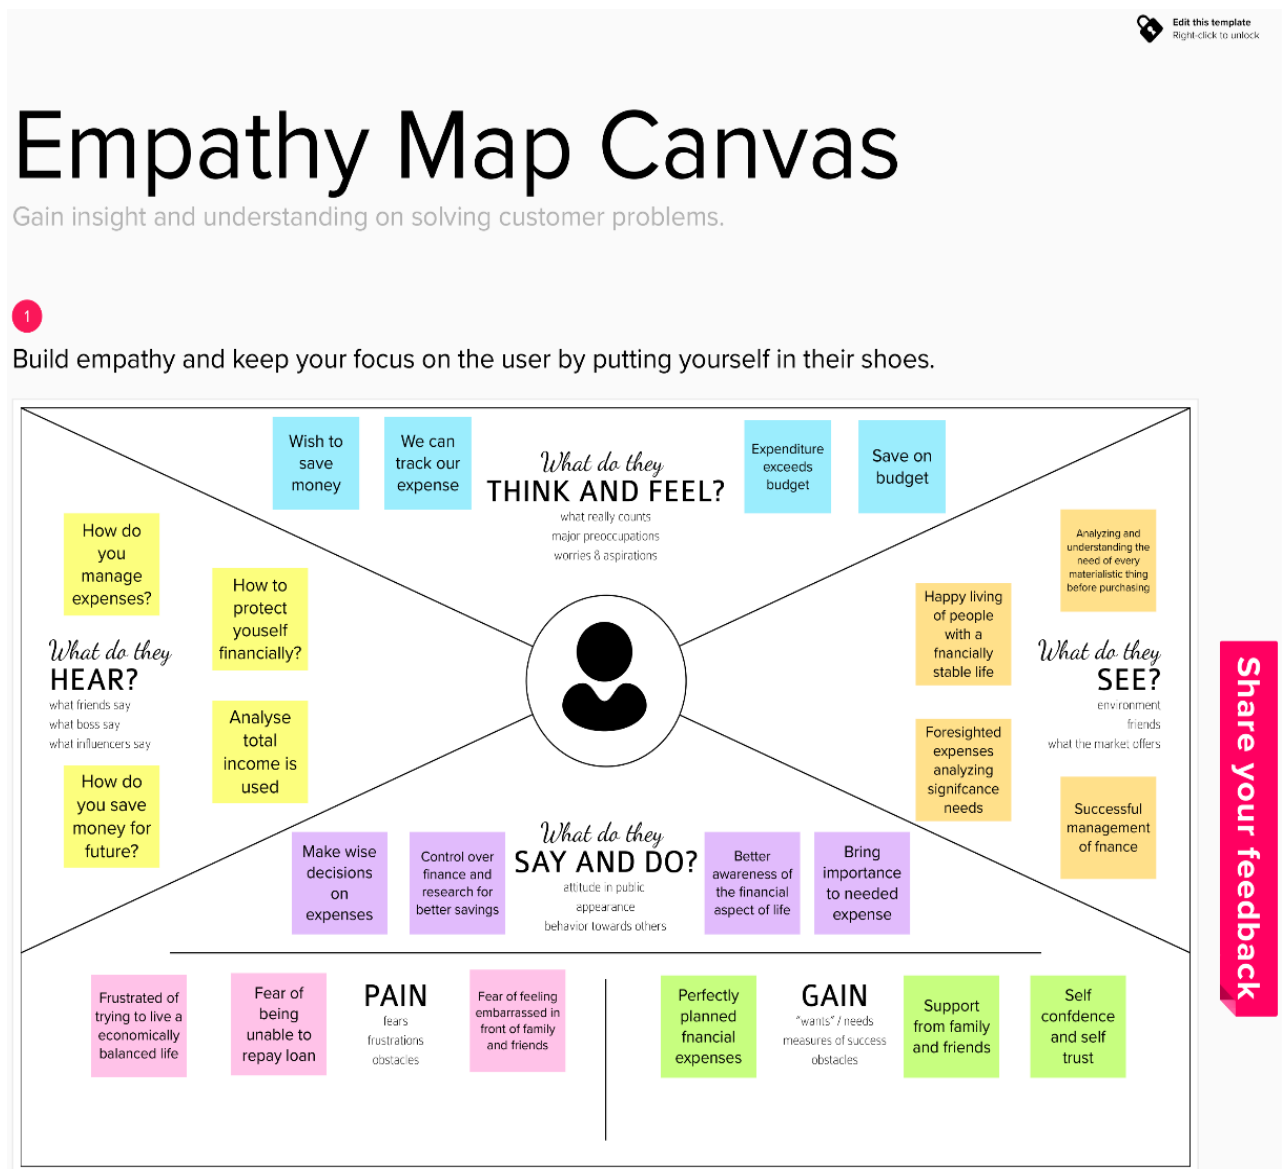 Edit this template
Right-click to unlock
Empathy Map Canvas
Gain insight and understanding on solving customer problems.
1
Build empathy and keep your focus on the user by putting yourself in their shoes.
Wish to
save
money
We can
track our
expense
What do they
THINK AND FEEL?
what really counts
major preoccupations
worries & aspirations
Expenditure
exceeds
budget
Save on
budget
How do
you
manage
expenses?
How to
protect
youself
financially?
What do they
HEAR?
what friends say
what boss say
what influencers say
Analyse
total
income is
used
How do
you save
money for
future?
Analyzing and
understanding the
need of every
materialistic thing
before purchasing
Happy living
of people
with a
fnancially
stable life
What do they
SEE?
environment
friends
what the market offers
Foresighted
expenses
analyzing
signifcance
needs
Successful
management
of fnance
Make wise
decisions
on
expenses
Control over
finance and
research for
better savings
What do they
SAY AND DO?
attitude in public
appearance
behavior towards others
Better
awareness of
the financial
aspect of life
Bring
importance
to needed
expense
Frustrated of
trying to live a
economically
balanced life
Fear of
being
unable to
repay loan
PAIN
fears
frustrations
obstacles
Fear of feeling
embarrassed in
front of family
and friends
Perfectly
planned
fnancial
expenses
GAIN
"wants" / needs
measures of success
obstacles
Support
from family
and friends
Self
confdence
and self
trust
Share your feedback